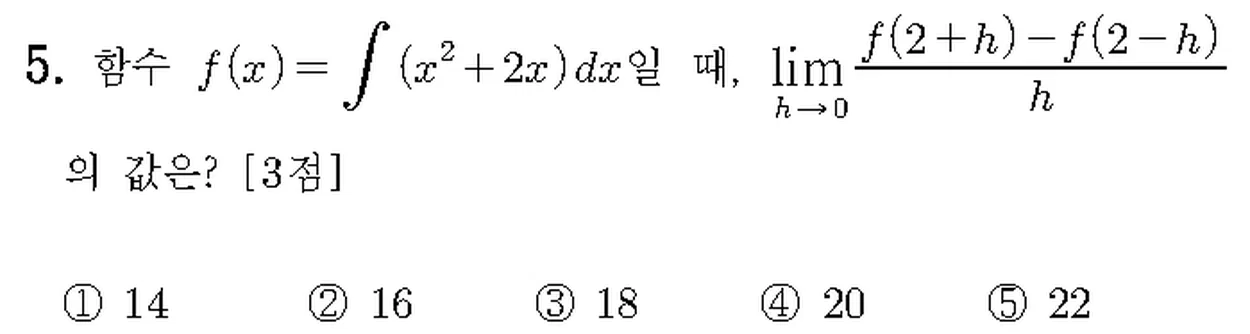 5. 함수 f(x)=∫(x²+2x)dx일 때, lim_{h→0} \frac{f(2+h)-f(2-h)}{h}
의 값은? [3점]
① 14 ② 16 ③ 18 ④ 20 ⑤ 22